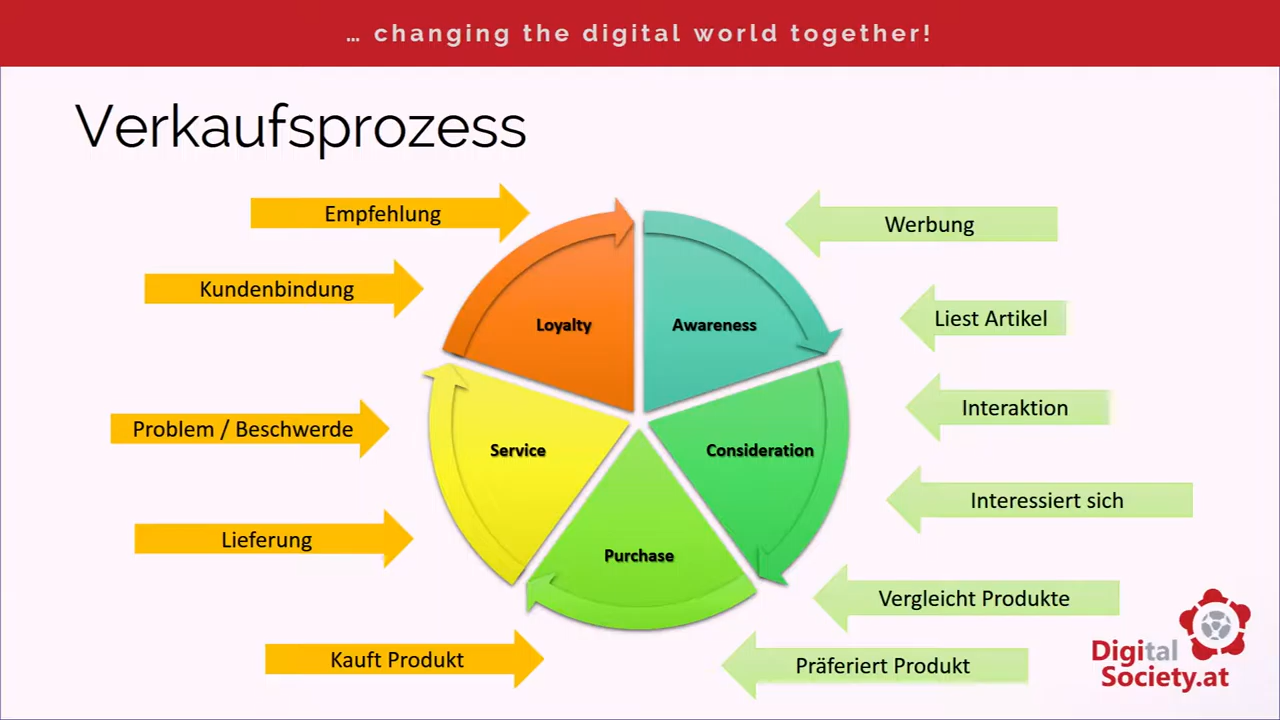 … changing the digital world together!
Verkaufsprozess
Empfehlung
Werbung
Kundenbindung
Liest Artikel
Loyalty
Awareness
Interaktion
Problem / Beschwerde
Service
Consideration
Interessiert sich
Lieferung
Purchase
Vergleicht Produkte
Kauft Produkt
Präferiert Produkt
Digital
Society.at